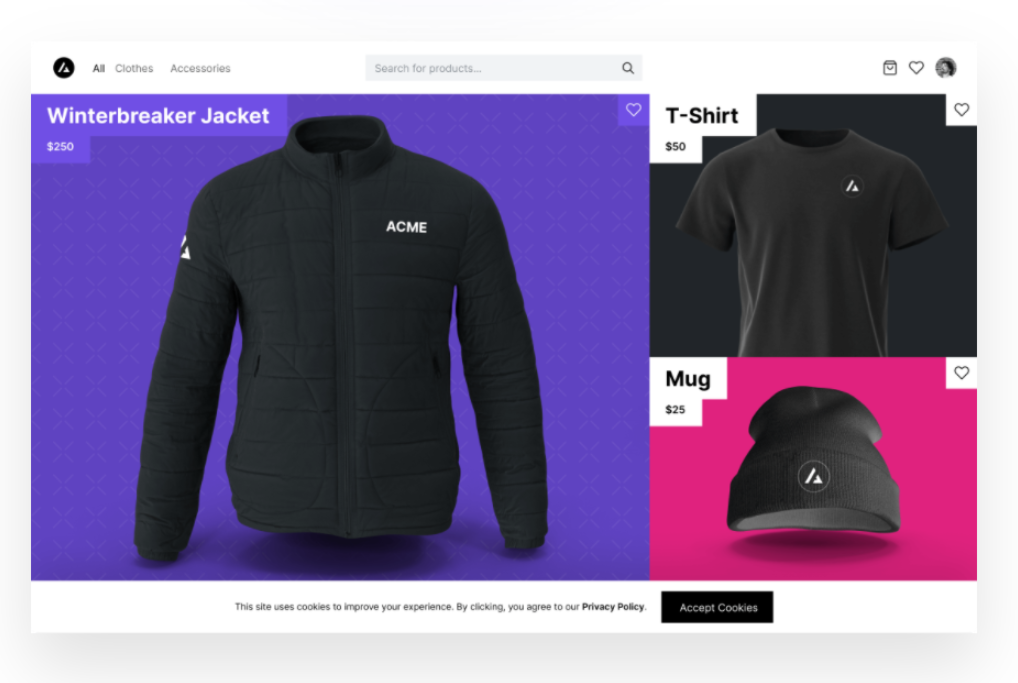 All Clothes Accessories Search for products...
Winterbreaker Jacket
$250
ACME
T-Shirt
$50
Mug
$25
This site uses cookies to improve your experience. By clicking, you agree to our Privacy Policy. Accept Cookies